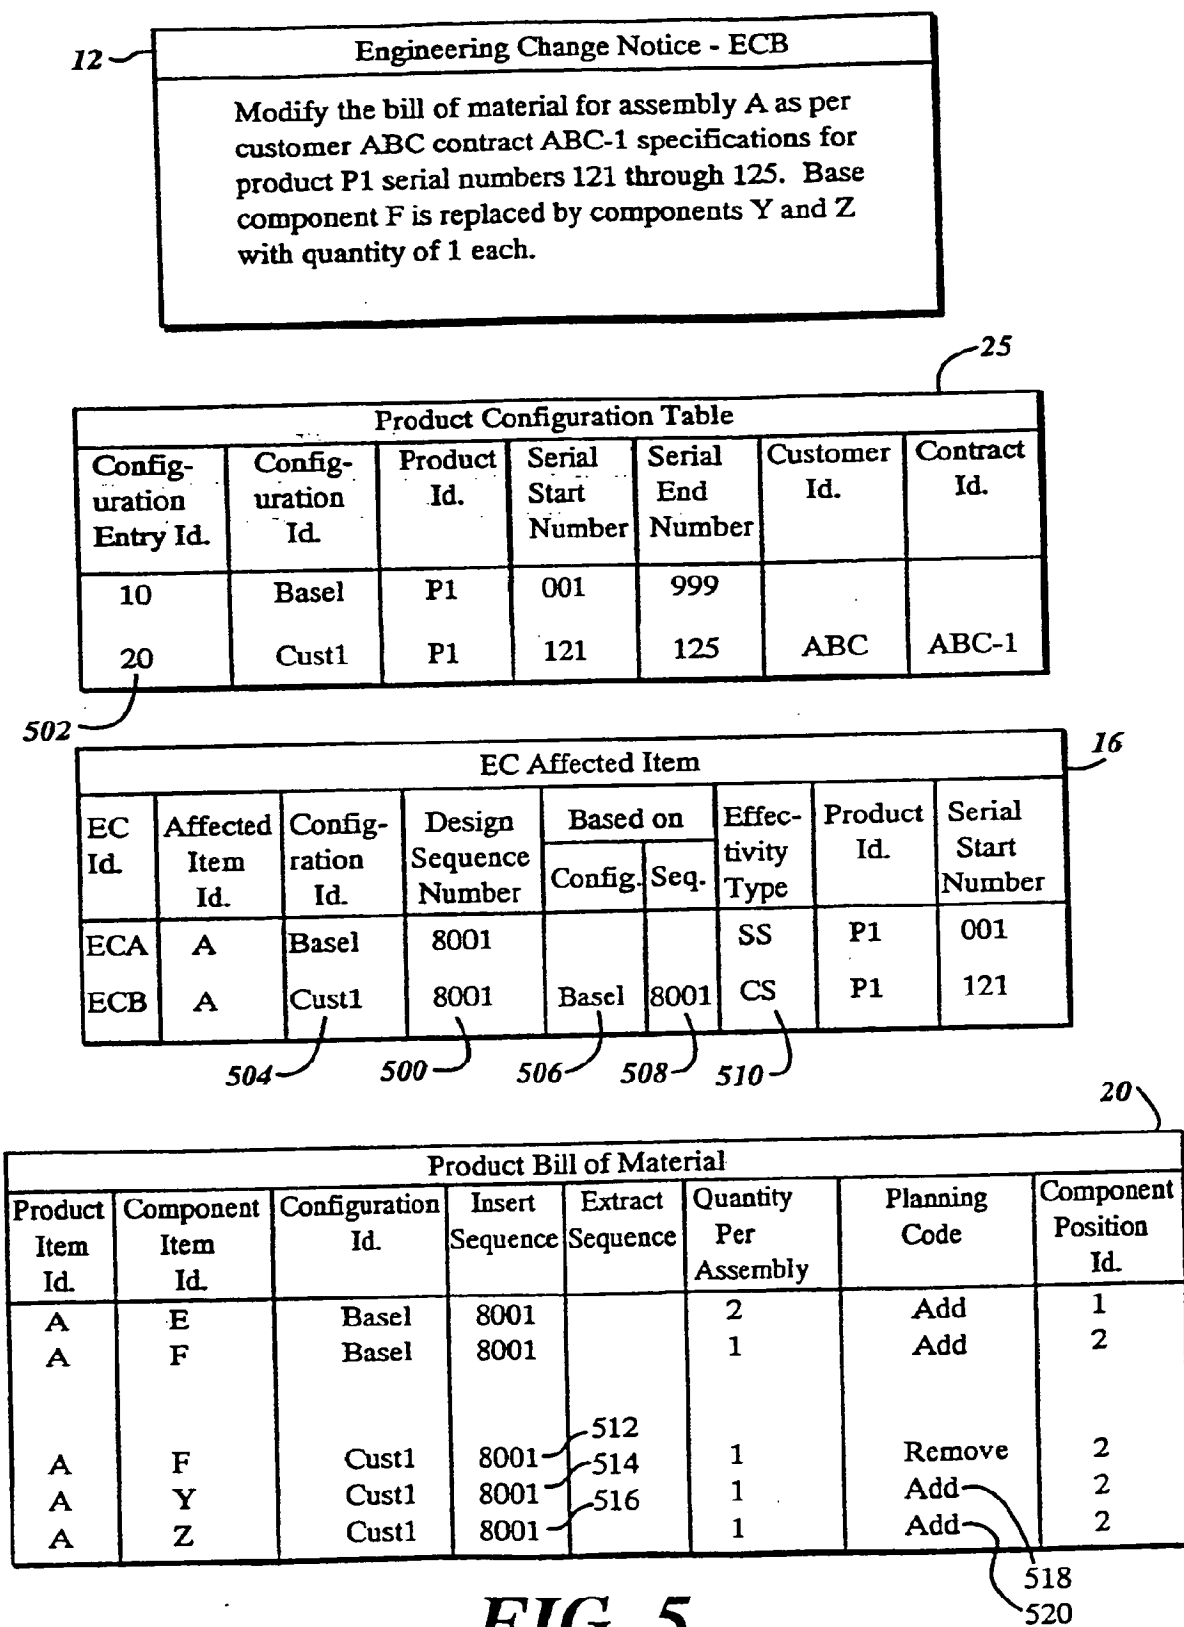 12
Engineering Change Notice - ECB
Modify the bill of material for assembly A as per
customer ABC contract ABC-1 specifications for
product P1 serial numbers 121 through 125. Base
component F is replaced by components Y and Z
with quantity of 1 each.
25
Product Configuration Table
Config- Config- Product Serial Serial Customer Contract
uration uration Id. Start End Id. Id.
Entry Id. Id. Number Number
10 Basel P1 001 999
20 Cust1 P1 121 125 ABC ABC-1
502
16
EC Affected Item
EC Affected Config- Design Based on Effec- Product Serial
Id. Item ration Sequence Config. Seq. tivity Id. Start
Id. Id. Number Type Number
ECA A Basel 8001 SS P1 001
ECB A Cust1 8001 Basel 8001 CS P1 121
504 500 506 508 510
20
Product Bill of Material
Product Component Configuration Insert Extract Quantity Planning Component
Item Item Id. Sequence Sequence Per Code Position
Id. Id. Assembly Id.
A E Basel 8001 2 Add 1
A F Basel 8001 1 Add 2
512
A F Cust1 8001 514 1 Remove 2
A Y Cust1 8001 516 1 Add 2
A Z Cust1 8001 1 Add 2
518
520
FIG. 5